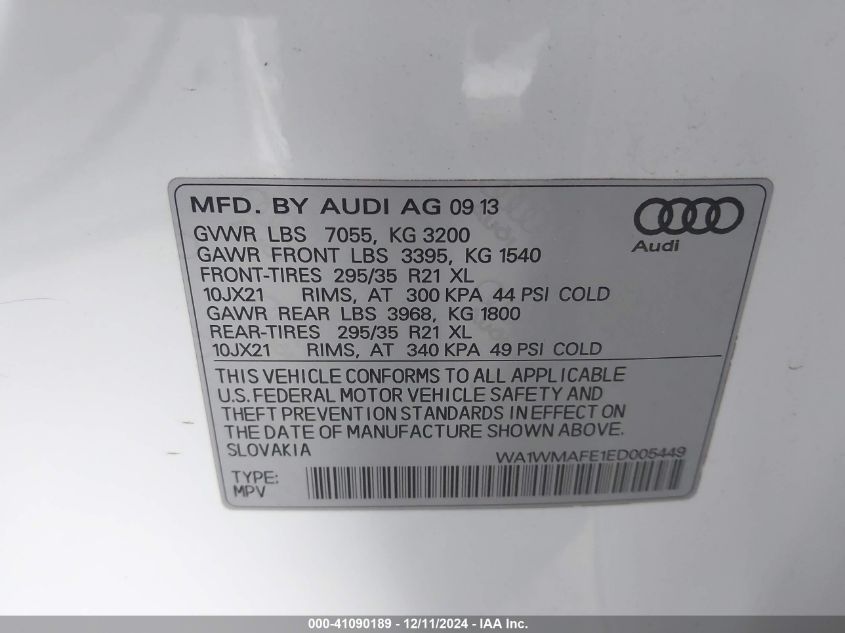 MFD. BY AUDI AG 09 13
Audi
GVWR LBS 7055, KG 3200
GAWR FRONT LBS 3395, KG 1540
FRONT-TIRES 295/35 R21 XL
10JX21 RIMS, AT 300 KPA 44 PSI COLD
GAWR REAR LBS 3968, KG 1800
REAR-TIRES 295/35 R21 XL
10JX21 RIMS, AT 340 KPA 49 PSI COLD
THIS VEHICLE CONFORMS TO ALL APPLICABLE
U.S. FEDERAL MOTOR VEHICLE SAFETY AND
THEFT PREVENTION STANDARDS IN EFFECT ON
THE DATE OF MANUFACTURE SHOWN ABOVE.
SLOVAKIA
WA1WMAFE1ED005449
TYPE:
MPV
000-41090189 - 12/11/2024 - IAA Inc.